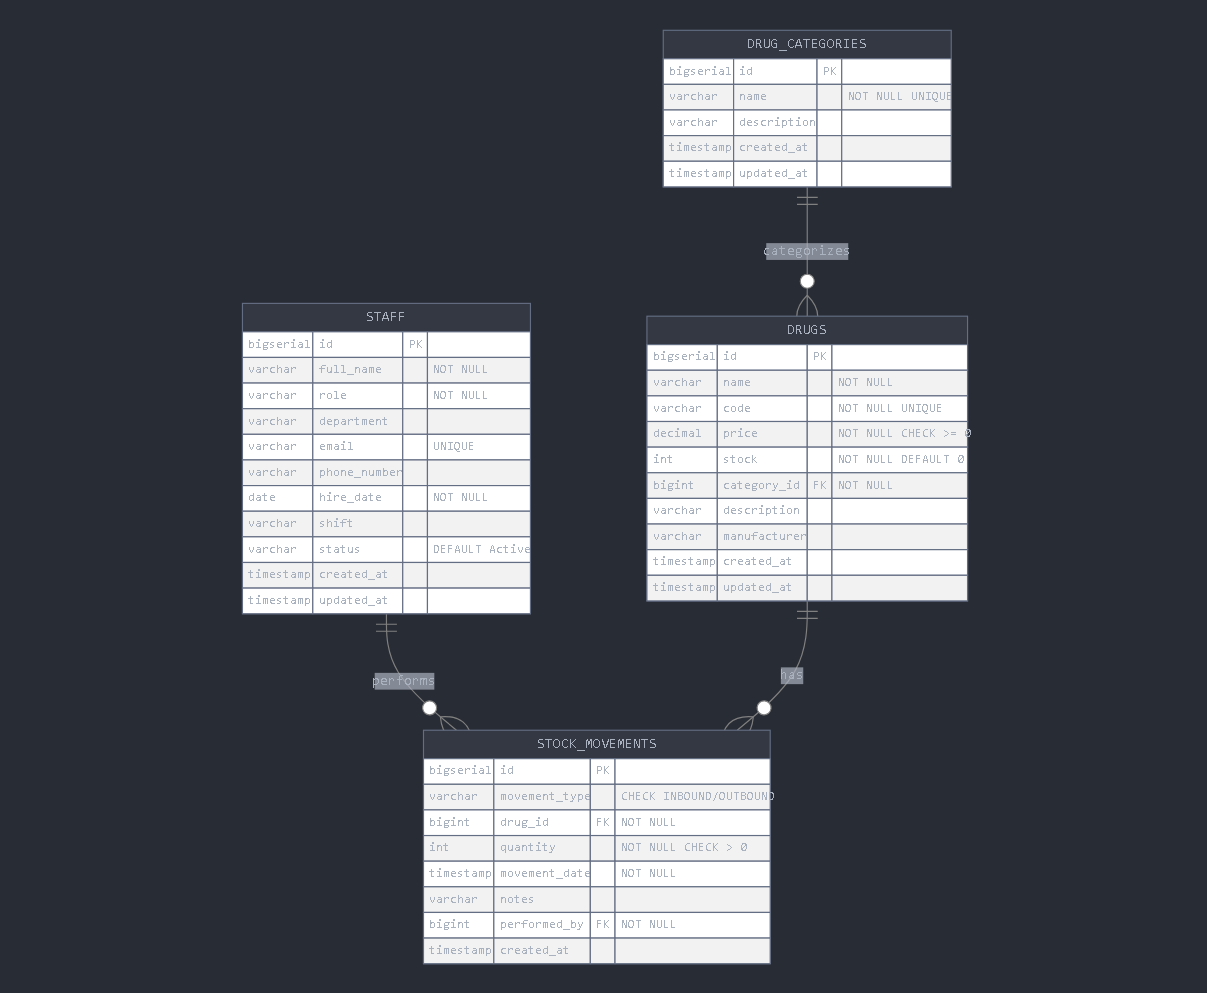 DRUG_CATEGORIES
bigserial id PK
varchar name NOT NULL UNIQUE
varchar description
timestamp created_at
timestamp updated_at
categorizes
STAFF
bigserial id PK
varchar full_name NOT NULL
varchar role NOT NULL
varchar department
varchar email UNIQUE
varchar phone_number
date hire_date NOT NULL
varchar shift
varchar status DEFAULT Active
timestamp created_at
timestamp updated_at
DRUGS
bigserial id PK
varchar name NOT NULL
varchar code NOT NULL UNIQUE
decimal price NOT NULL CHECK >= 0
int stock NOT NULL DEFAULT 0
bigint category_id FK NOT NULL
varchar description
varchar manufacturer
timestamp created_at
timestamp updated_at
performs
has
STOCK_MOVEMENTS
bigserial id PK
varchar movement_type CHECK INBOUND/OUTBOUND
bigint drug_id FK NOT NULL
int quantity NOT NULL CHECK > 0
timestamp movement_date NOT NULL
varchar notes
bigint performed_by FK NOT NULL
timestamp created_at